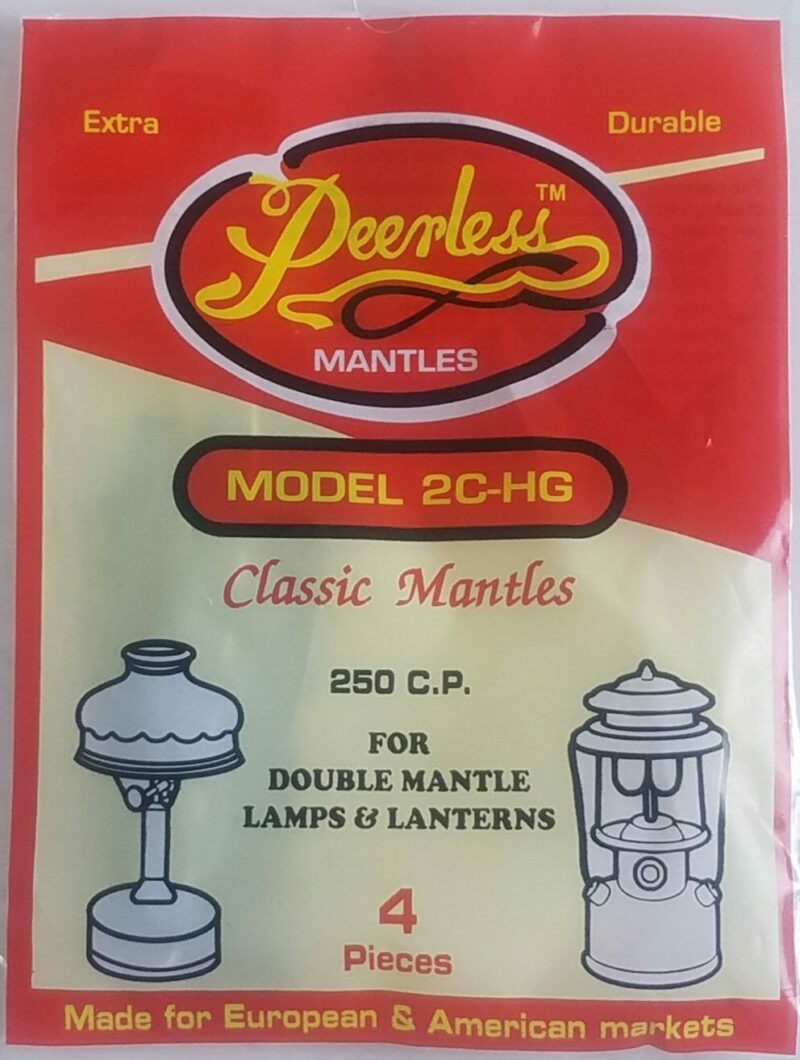 Extra
Durable
Peerless™
MANTLES
MODEL 2C-HG
Classic Mantles
250 C.P.
FOR
DOUBLE MANTLE
LAMPS & LANTERNS
4
Pieces
Made for European & American markets